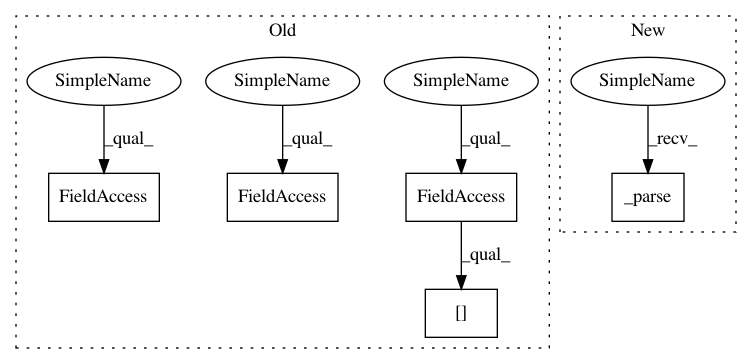 Old
New
SimpleName
SimpleName
SimpleName
SimpleName
_qual_
_qual_
_qual_
_recv_
FieldAccess
FieldAccess
FieldAccess
_parse
_qual_
[]